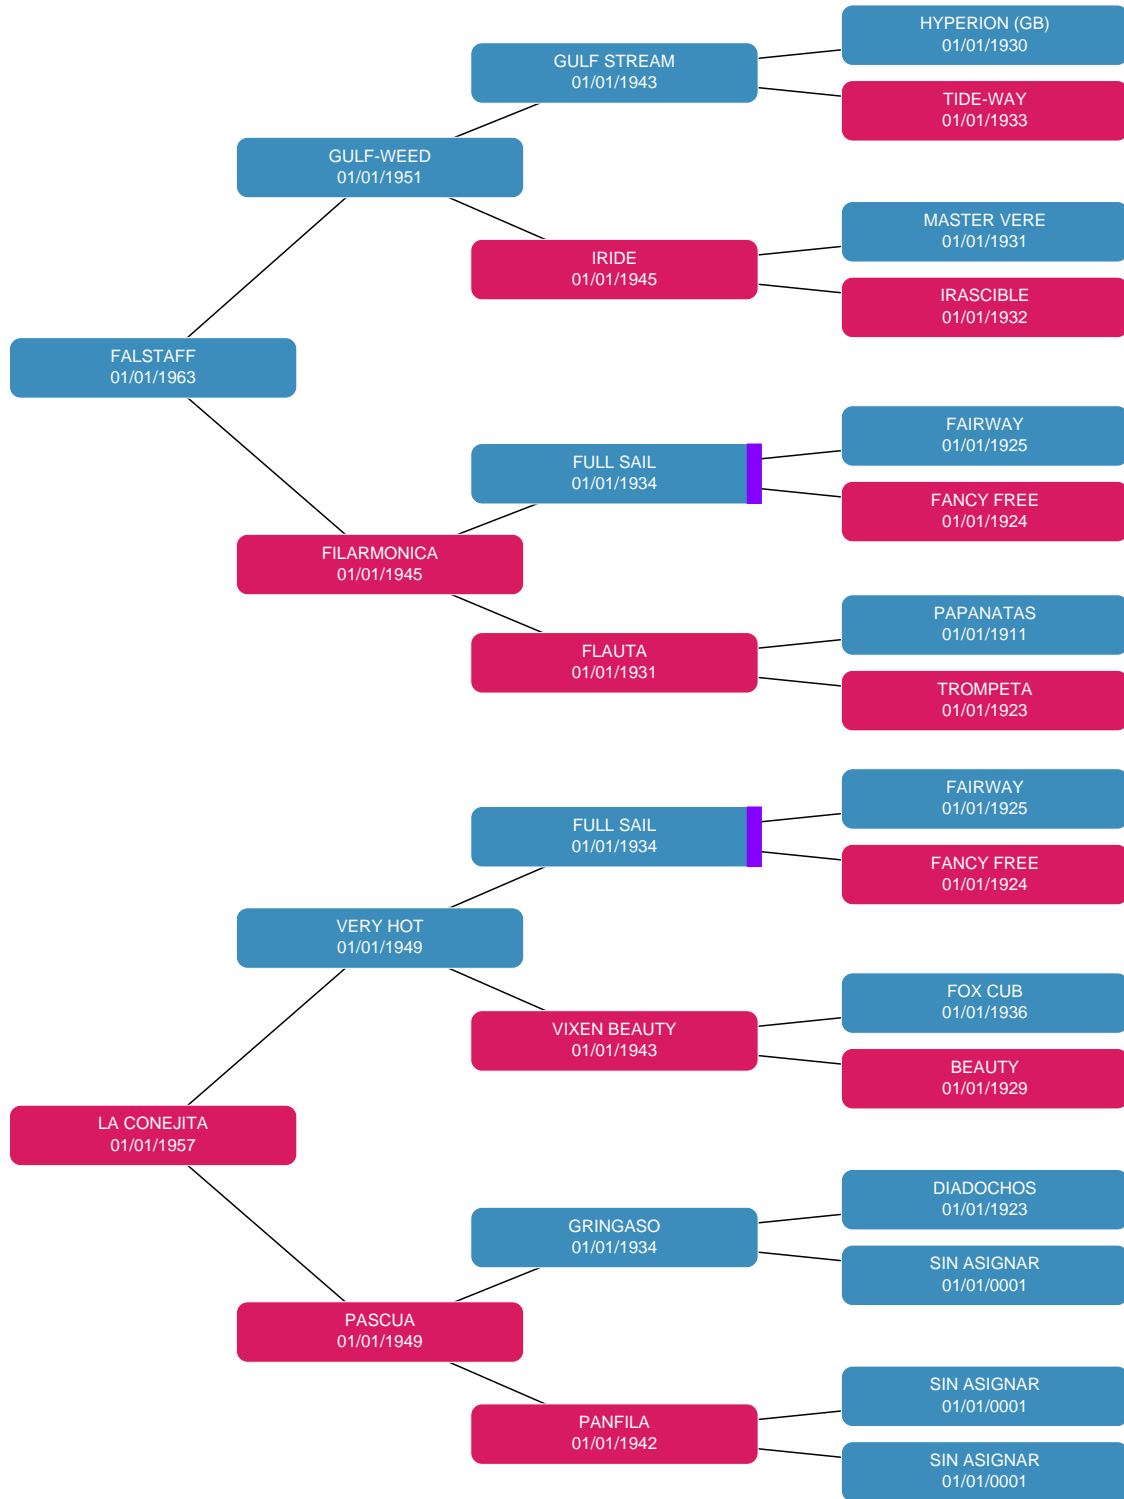 HYPERION (GB)
01/01/1930
GULF STREAM
01/01/1943
TIDE-WAY
01/01/1933
GULF-WEED
01/01/1951
MASTER VERE
01/01/1931
IRIDE
01/01/1945
IRASCIBLE
01/01/1932
FALSTAFF
01/01/1963
FAIRWAY
01/01/1925
FULL SAIL
01/01/1934
FANCY FREE
01/01/1924
FILARMONICA
01/01/1945
PAPANATAS
01/01/1911
FLAUTA
01/01/1931
TROMPETA
01/01/1923
FAIRWAY
01/01/1925
FULL SAIL
01/01/1934
FANCY FREE
01/01/1924
VERY HOT
01/01/1949
FOX CUB
01/01/1936
VIXEN BEAUTY
01/01/1943
BEAUTY
01/01/1929
LA CONEJITA
01/01/1957
DIADOCHOS
01/01/1923
GRINGASO
01/01/1934
SIN ASIGNAR
01/01/0001
PASCUA
01/01/1949
SIN ASIGNAR
01/01/0001
PANFILA
01/01/1942
SIN ASIGNAR
01/01/0001